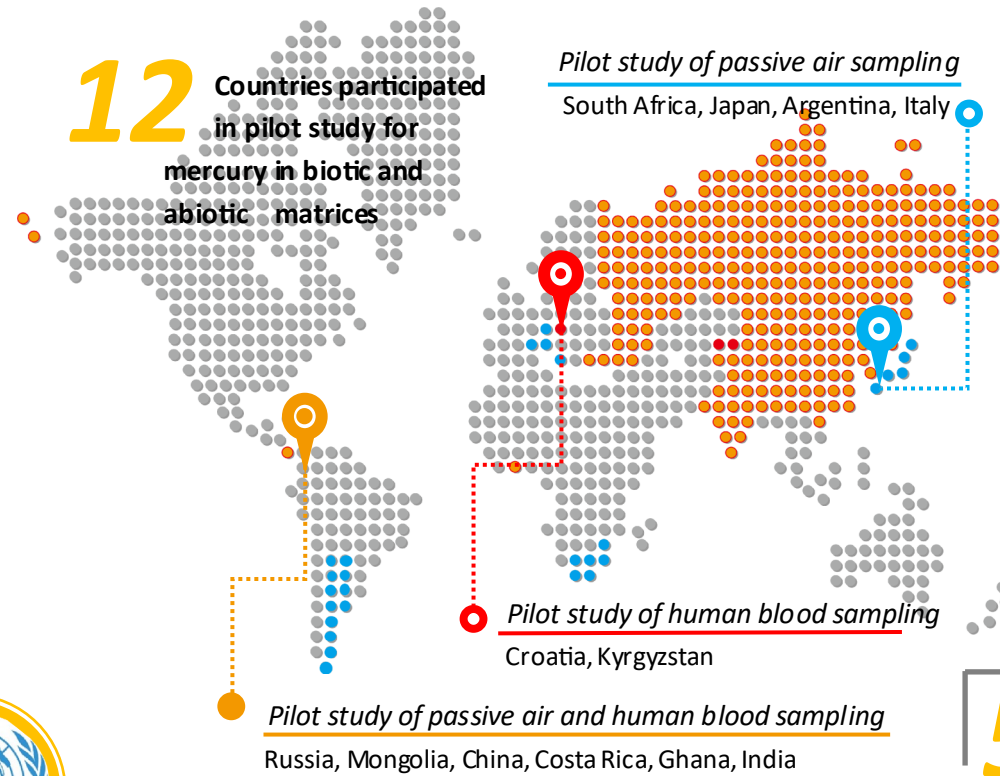 12 Countries participated
in pilot study for
mercury in biotic and
abiotic matrices
Pilot study of passive air sampling
South Africa, Japan, Argentina, Italy
Pilot study of human blood sampling
Croatia, Kyrgyzstan
Pilot study of passive air and human blood sampling
Russia, Mongolia, China, Costa Rica, Ghana, India